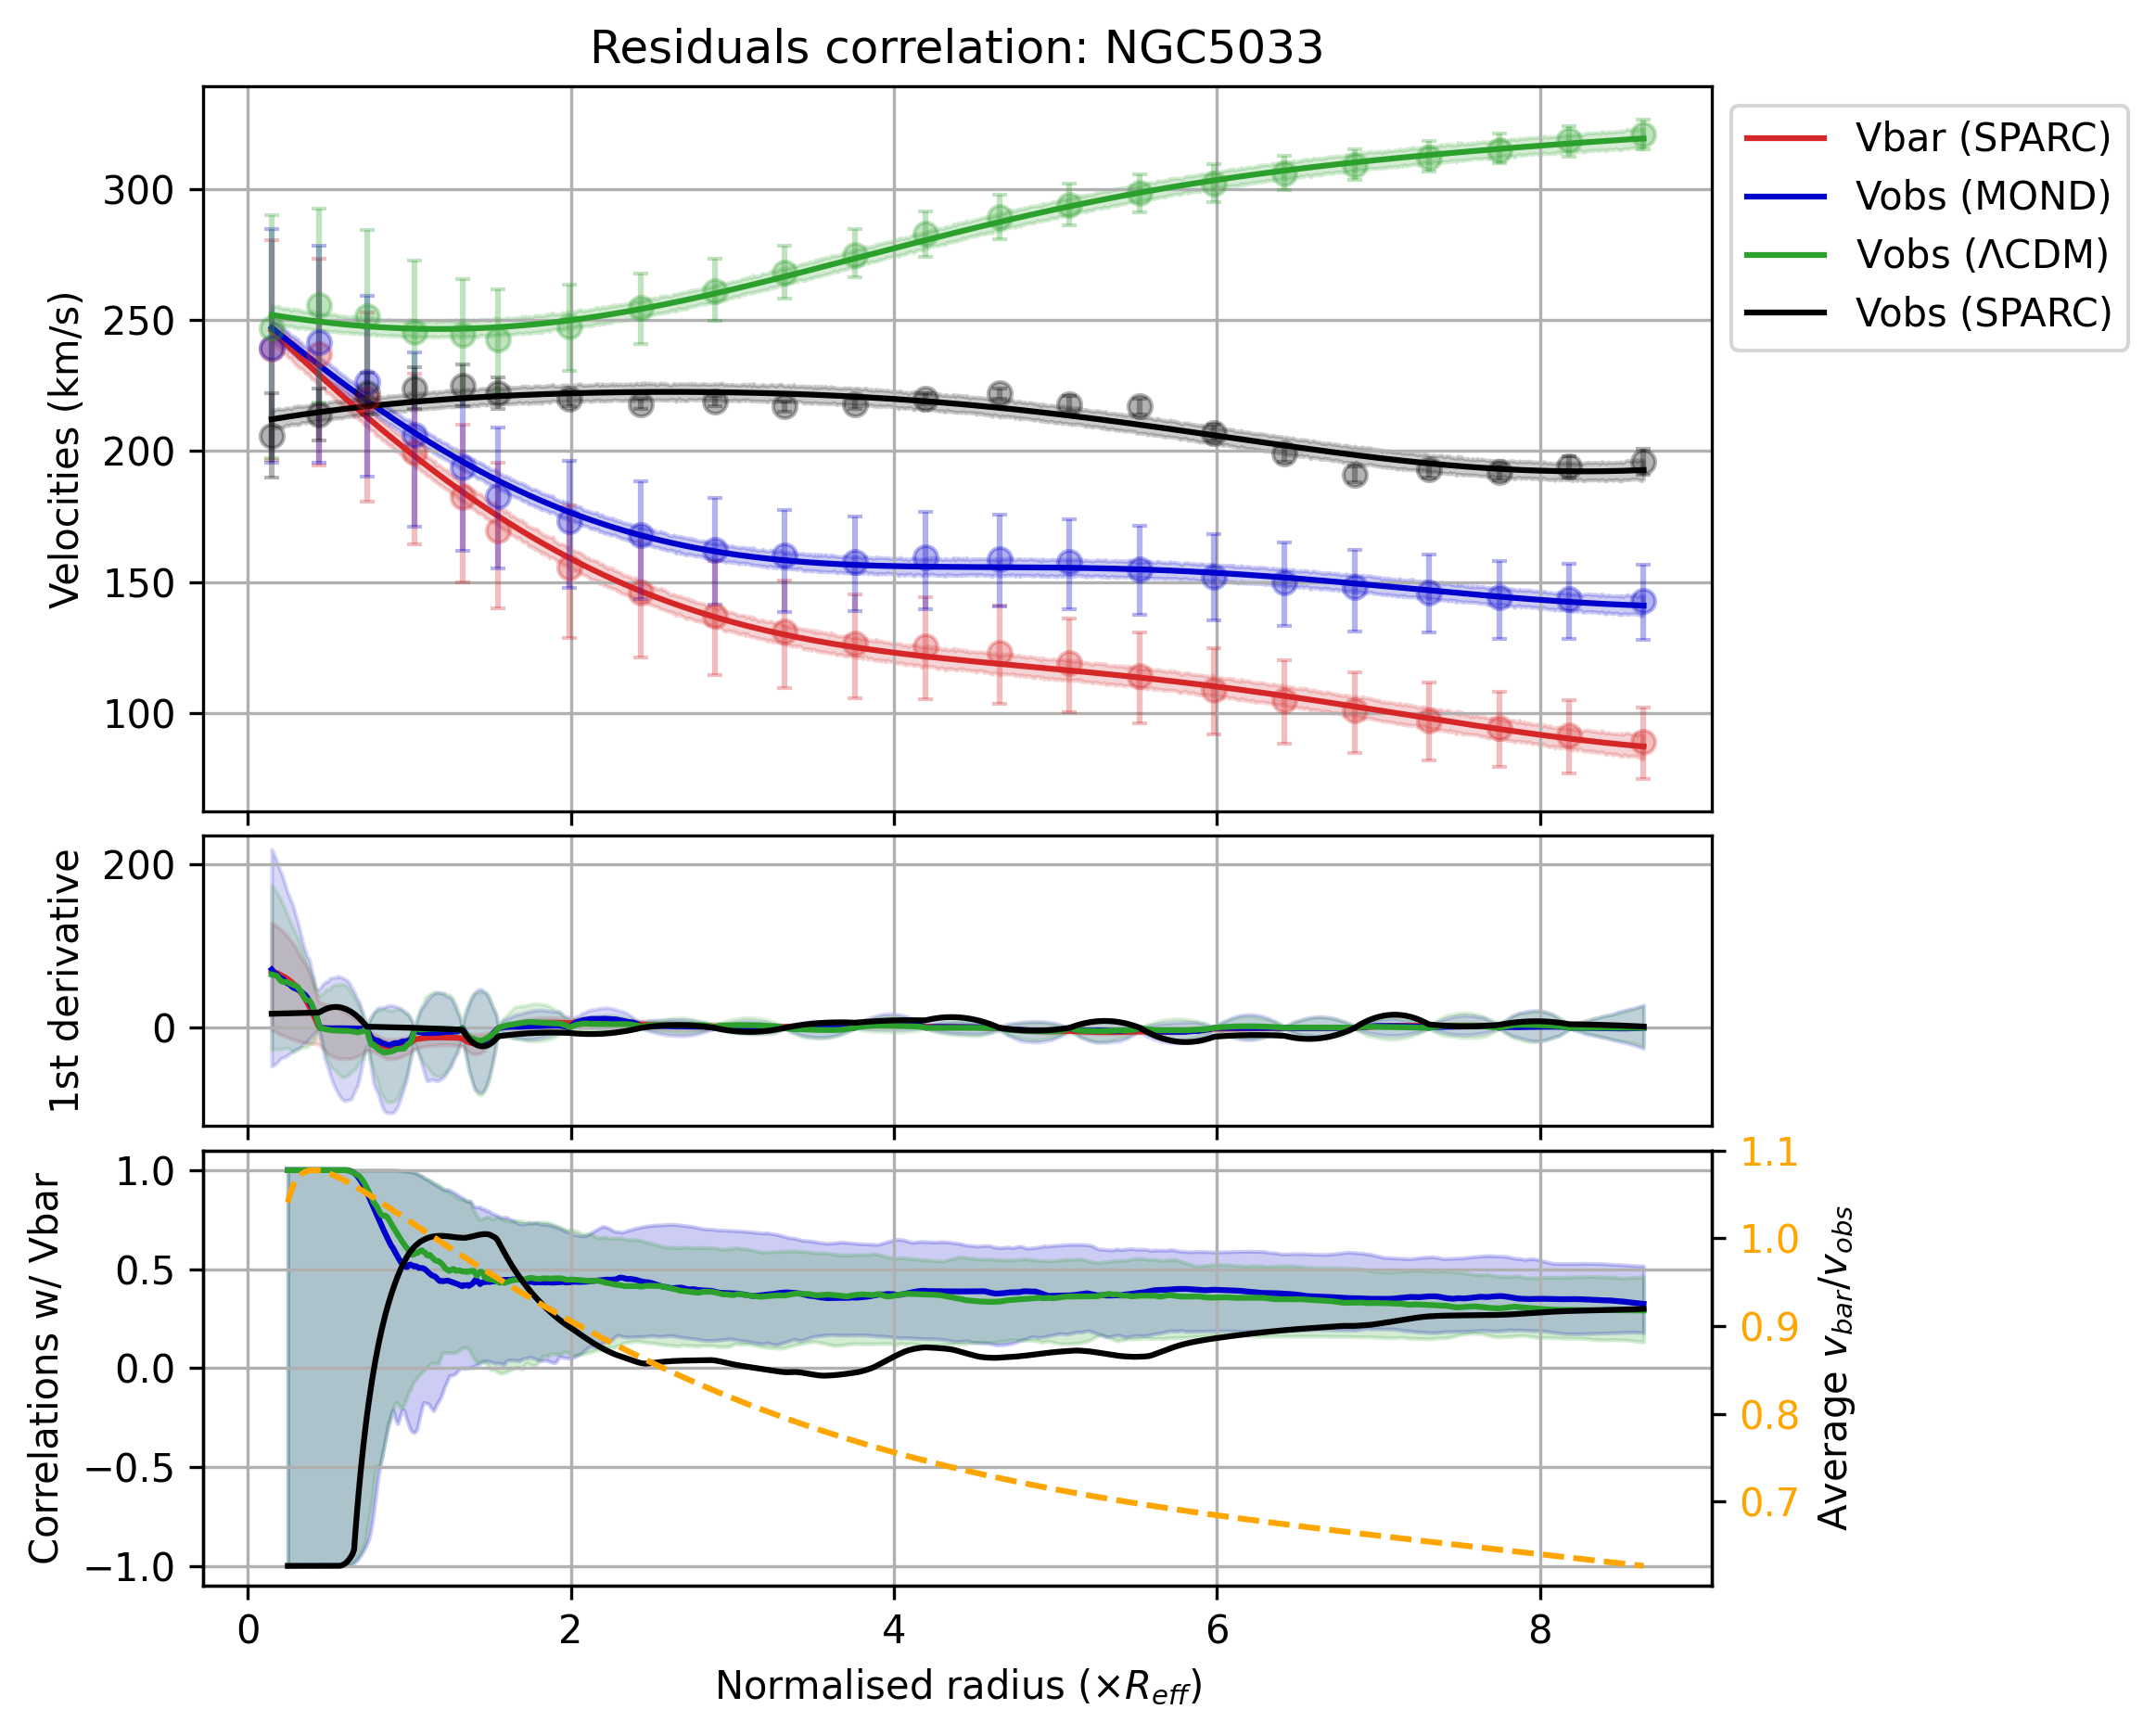 Residuals correlation: NGC5033
Vbar (SPARC)
Vobs (MOND)
Vobs (ΛCDM)
Vobs (SPARC)
Velocities (km/s)
300
250
200
150
100
1st derivative
200
0
Correlations w/ Vbar
1.0
0.5
0.0
−0.5
−1.0
1.1
1.0
0.9
0.8
0.7
Average v_bar/v_obs
0 2 4 6 8
Normalised radius (×R_eff)